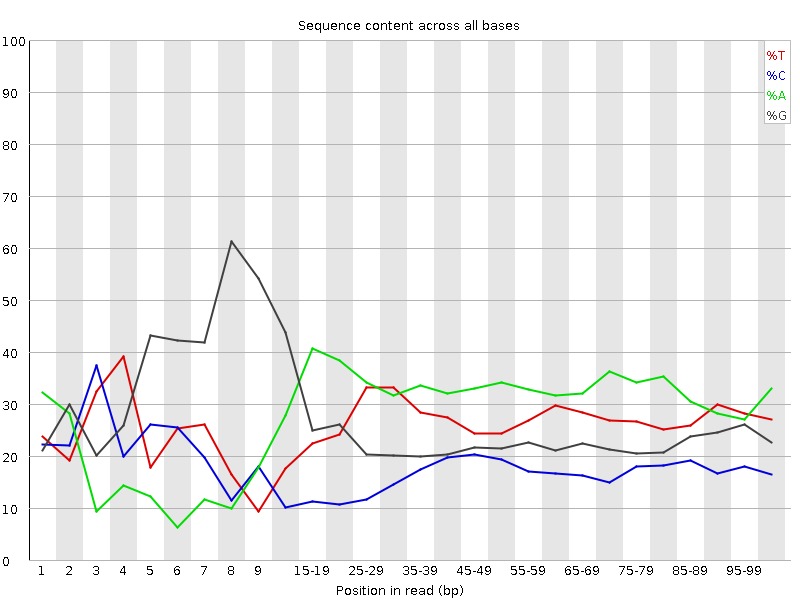 Sequence content across all bases
%T
%C
%A
%G
100
90
80
70
60
50
40
30
20
10
0
1 2 3 4 5 6 7 8 9 15-19 25-29 35-39 45-49 55-59 65-69 75-79 85-89 95-99
Position in read (bp)